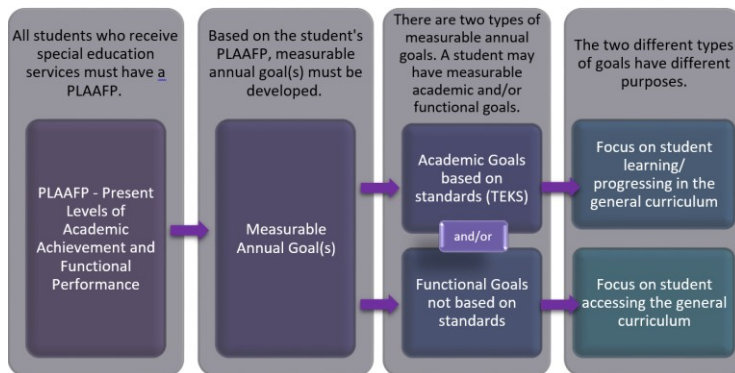 All students who receive
special education
services must have a
PLAAFP.
PLAAFP - Present
Levels of
Academic
Achievement and
Functional
Performance
Based on the student's
PLAAFP, measurable
annual goal(s) must be
developed.
Measurable
Annual Goal(s)
There are two types of
measurable annual
goals. A student may
have measurable
academic and/or
functional goals.
Academic Goals
based on
standards (TEKS)
and/or
Functional Goals
not based on
standards
The two different types
of goals have different
purposes.
Focus on student
learning/
progressing in the
general curriculum
Focus on student
accessing the general
curriculum